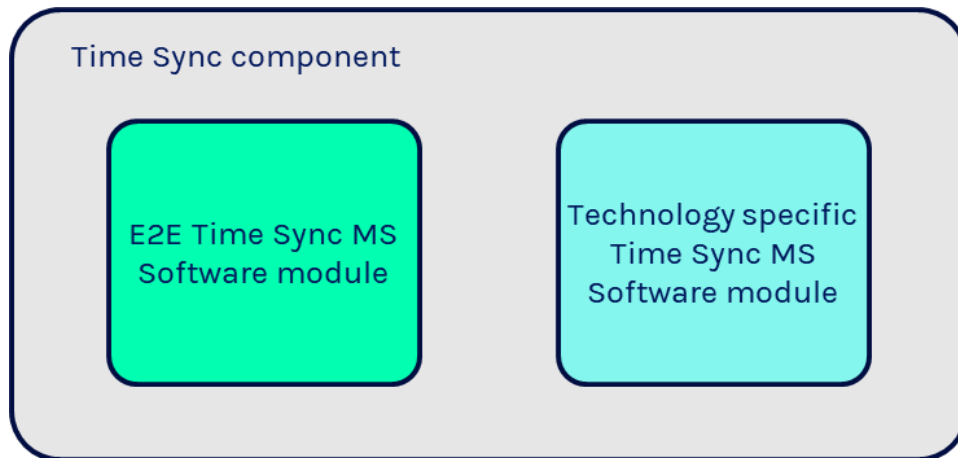 Time Sync component
E2E Time Sync MS
Software module
Technology specific
Time Sync MS
Software module